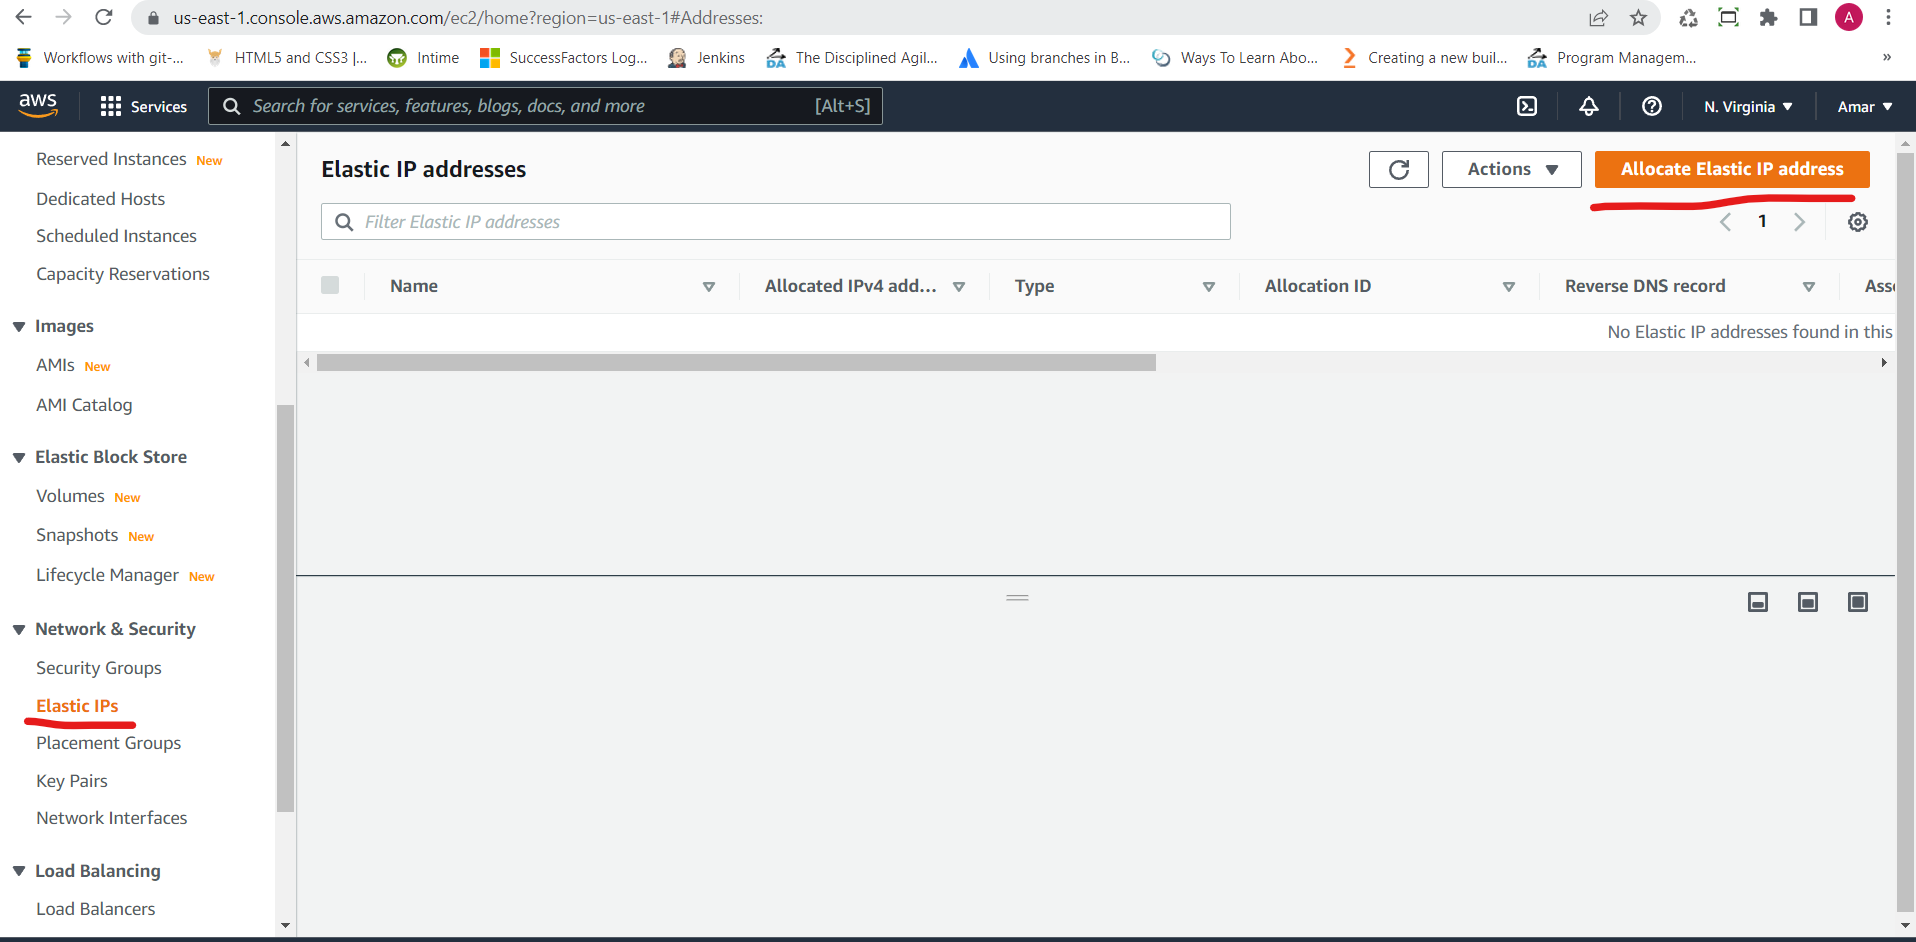 us-east-1.console.aws.amazon.com/ec2/home?region=us-east-1#Addresses:
A
Workflows with git-...
HTML5 and CSS3 |...
Intime
SuccessFactors Log...
Jenkins
DA
The Disciplined Agil...
Using branches in B...
Ways To Learn Abo...
Creating a new buil...
DA
Program Managem...
»
aws
Services
Search for services, features, blogs, docs, and more
[Alt+S]
N. Virginia
Amar
Reserved Instances New
Dedicated Hosts
Scheduled Instances
Capacity Reservations
Images
AMIs New
AMI Catalog
Elastic Block Store
Volumes New
Snapshots New
Lifecycle Manager New
Network & Security
Security Groups
Elastic IPs
Placement Groups
Key Pairs
Network Interfaces
Load Balancing
Load Balancers
Elastic IP addresses
Actions
Allocate Elastic IP address
Filter Elastic IP addresses
1
Name
Allocated IPv4 add...
Type
Allocation ID
Reverse DNS record
Ass
No Elastic IP addresses found in this